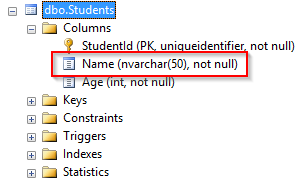 dbo.Students
Columns
StudentId (PK, uniqueidentifier, not null)
Name (nvarchar(50), not null)
Age (int, not null)
Keys
Constraints
Triggers
Indexes
Statistics